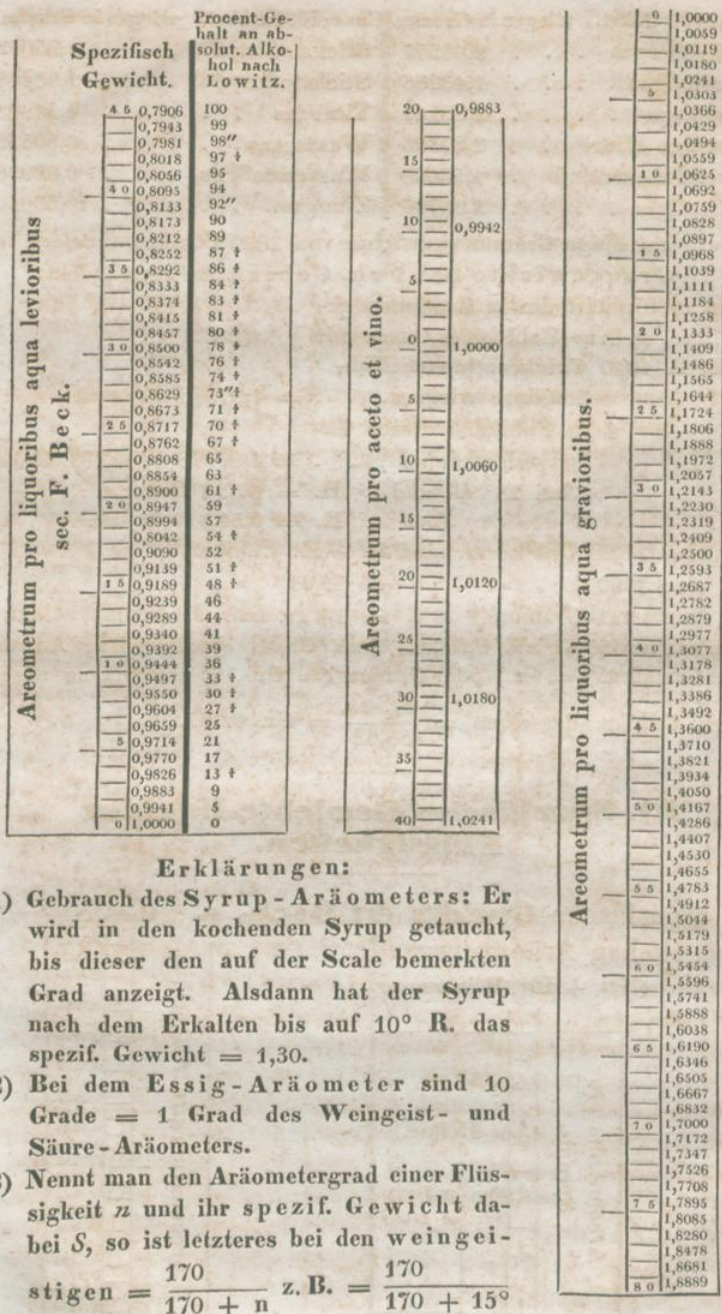 Spezifisch
Gewicht.
Procent-Ge-
halt an ab-
solut. Alko-
hol nach
Lowitz.
Areometrum pro liquoribus aqua levioribus
sec. F. Beck.
45 0,7906 100
0,7943 99
0,7981 98″
0,8018 97 †
0,8056 95
40 0,8095 94
0,8133 92″
0,8173 90
0,8212 89
0,8252 87 †
35 0,8292 86 †
0,8333 84 †
0,8374 83 †
0,8415 81 †
0,8457 80 †
30 0,8500 78 †
0,8542 76 †
0,8585 74 †
0,8629 73″†
0,8673 71 †
25 0,8717 70 †
0,8762 67 †
0,8808 65
0,8854 63
0,8900 61 †
20 0,8947 59
0,8994 57
0,8042 54 †
0,9090 52
0,9139 51 †
15 0,9189 48 †
0,9239 46
0,9289 44
0,9340 41
0,9392 39
10 0,9444 36
0,9497 33 †
0,9550 30 †
0,9604 27 †
0,9659 25
5 0,9714 21
0,9770 17
0,9826 13 †
0,9883 9
0,9941 5
0 1,0000 0
Areometrum pro aceto et vino.
20 0,9883
15
10 0,9942
5
0 1,0000
5
10 1,0060
15
20 1,0120
25
30 1,0180
35
40 1,0241
Areometrum pro liquoribus aqua gravioribus.
0 1,0000
1,0059
1,0119
1,0180
1,0241
5 1,0303
1,0366
1,0429
1,0494
1,0559
10 1,0625
1,0692
1,0759
1,0828
1,0897
15 1,0968
1,1039
1,1111
1,1184
1,1258
20 1,1333
1,1409
1,1486
1,1565
1,1644
25 1,1724
1,1806
1,1888
1,1972
1,2057
30 1,2143
1,2230
1,2319
1,2409
1,2500
35 1,2593
1,2687
1,2782
1,2879
1,2977
40 1,3077
1,3178
1,3281
1,3386
1,3492
45 1,3600
1,3710
1,3821
1,3934
1,4050
50 1,4167
1,4286
1,4407
1,4530
1,4655
55 1,4783
1,4912
1,5044
1,5179
1,5315
60 1,5454
1,5596
1,5741
1,5888
1,6038
65 1,6190
1,6346
1,6505
1,6667
1,6832
70 1,7000
1,7172
1,7347
1,7526
1,7708
75 1,7895
1,8085
1,8280
1,8478
1,8681
80 1,8889
Erklärungen:
) Gebrauch des Syrup-Aräometers: Er
wird in den kochenden Syrup getaucht,
bis dieser den auf der Scale bemerkten
Grad anzeigt. Alsdann hat der Syrup
nach dem Erkalten bis auf 10° R. das
spezif. Gewicht = 1,30.
) Bei dem Essig-Aräometer sind 10
Grade = 1 Grad des Weingeist- und
Säure-Aräometers.
) Nennt man den Aräometergrad einer Flüs-
sigkeit n und ihr spezif. Gewicht da-
bei S, so ist letzteres bei den weingei-
stigen = 170 / 170 + n z. B. = 170 / 170 + 15°